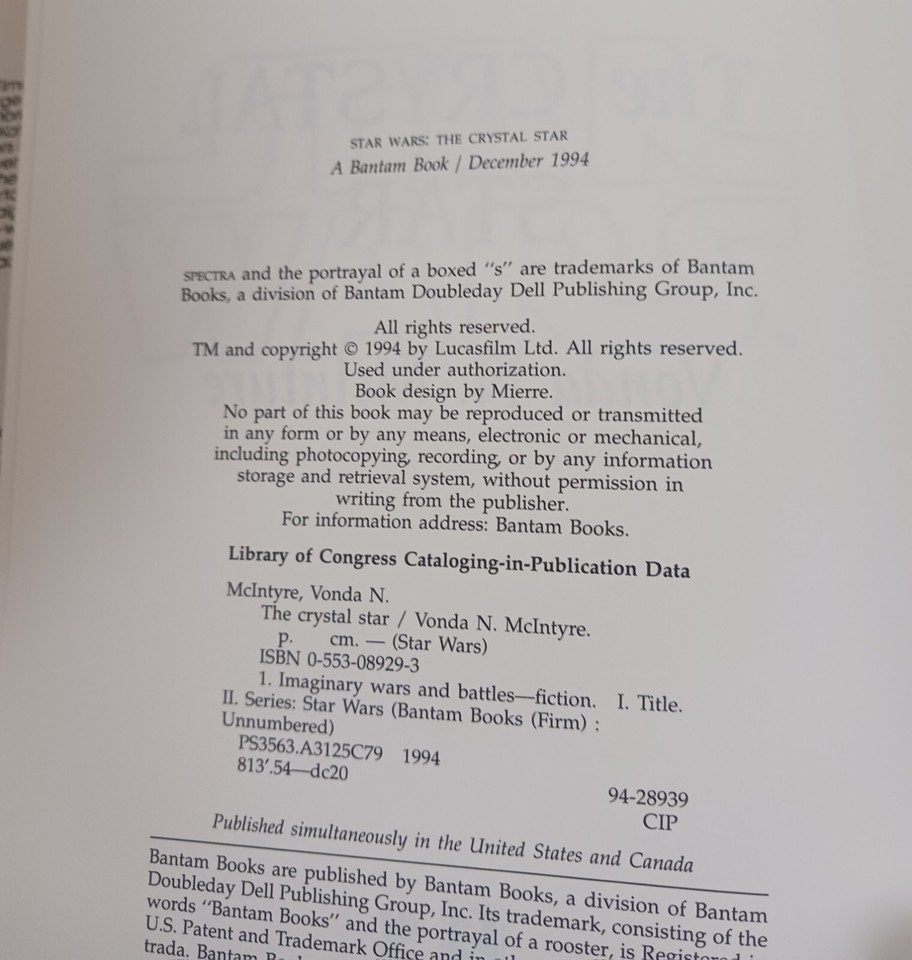 STAR WARS: THE CRYSTAL STAR
A Bantam Book / December 1994
SPECTRA and the portrayal of a boxed "s" are trademarks of Bantam
Books, a division of Bantam Doubleday Dell Publishing Group, Inc.
All rights reserved.
TM and copyright © 1994 by Lucasfilm Ltd. All rights reserved.
Used under authorization.
Book design by Mierre.
No part of this book may be reproduced or transmitted
in any form or by any means, electronic or mechanical,
including photocopying, recording, or by any information
storage and retrieval system, without permission in
writing from the publisher.
For information address: Bantam Books.
Library of Congress Cataloging-in-Publication Data
McIntyre, Vonda N.
The crystal star / Vonda N. McIntyre.
p. cm. — (Star Wars)
ISBN 0-553-08929-3
1. Imaginary wars and battles—fiction. I. Title.
II. Series: Star Wars (Bantam Books (Firm) :
Unnumbered)
PS3563.A3125C79 1994
813'.54—dc20
94-28939
CIP
Published simultaneously in the United States and Canada
Bantam Books are published by Bantam Books, a division of Bantam
Doubleday Dell Publishing Group, Inc. Its trademark, consisting of the
words "Bantam Books" and the portrayal of a rooster, is Registered
U.S. Patent and Trademark Office and in
trada. Bantam